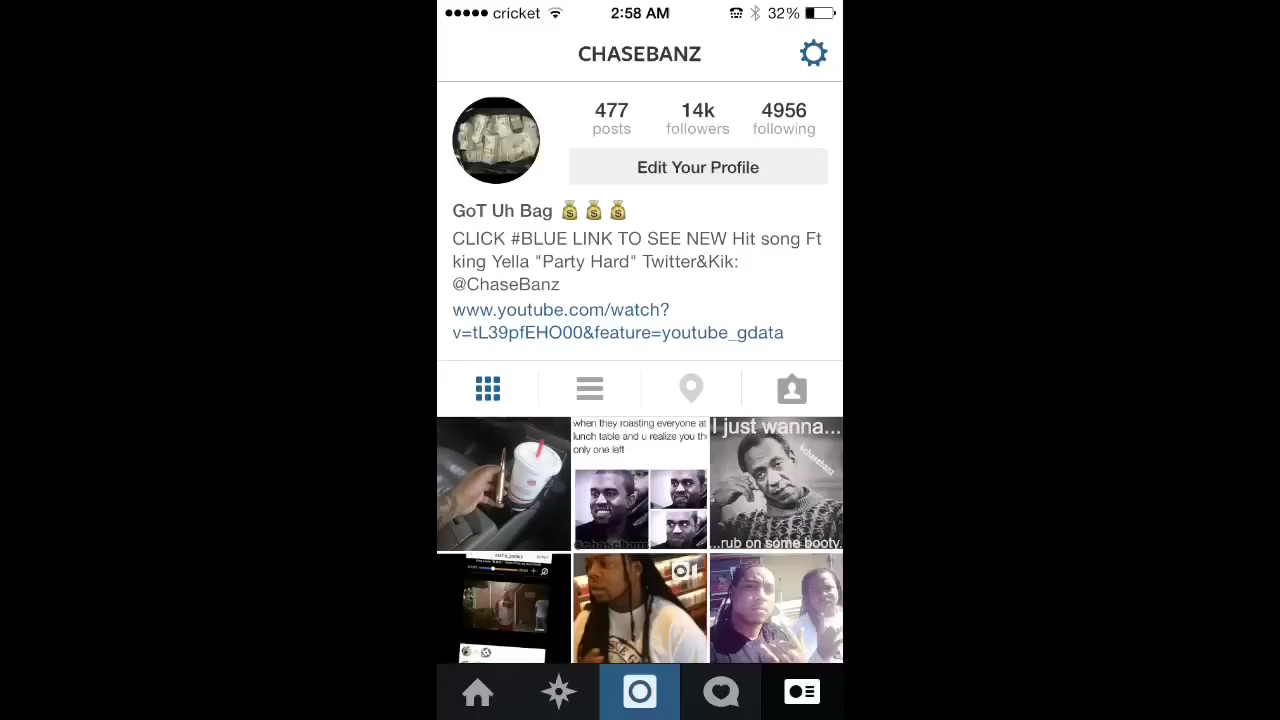 cricket 2:58 AM 32%
CHASEBANZ
477 14k 4956
posts followers following
Edit Your Profile
GoT Uh Bag
CLICK #BLUE LINK TO SEE NEW Hit song Ft
king Yella "Party Hard" Twitter&Kik:
@ChaseBanz
www.youtube.com/watch?
v=tL39pfEHO00&feature=youtube_gdata
when they roasting everyone at
lunch table and u realize you th
only one left
@chasebanz
I just wanna...
@chasebanz
...rub on some booty.